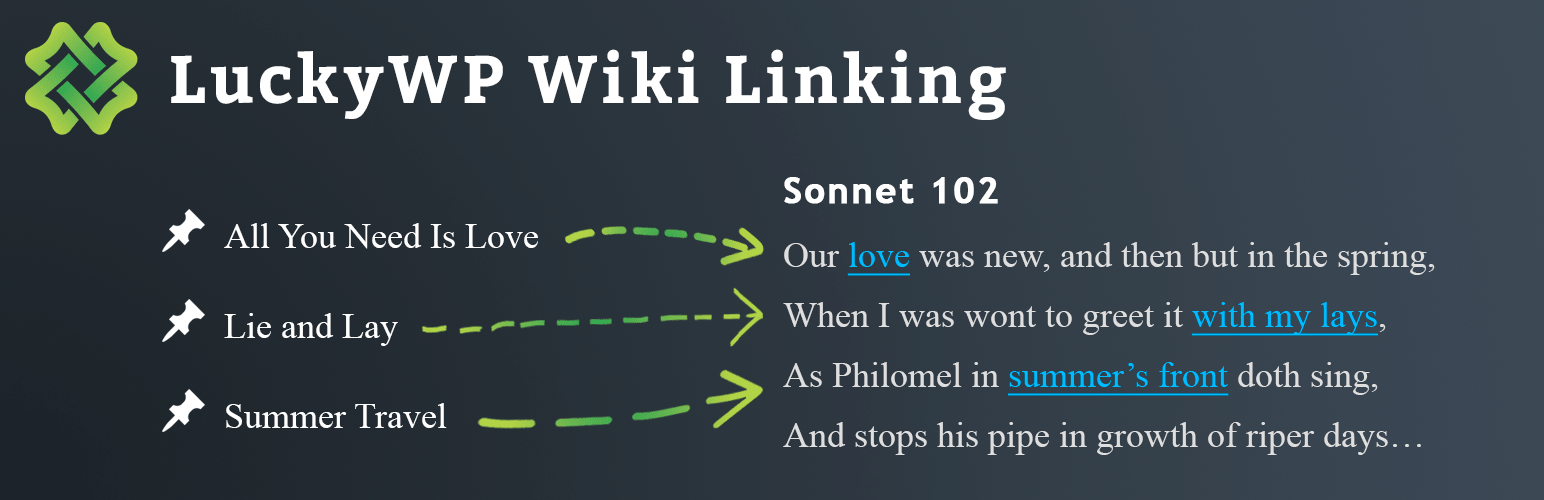 LuckyWP Wiki Linking
All You Need Is Love
Lie and Lay
Summer Travel
Sonnet 102
Our love was new, and then but in the spring,
When I was wont to greet it with my lays,
As Philomel in summer’s front doth sing,
And stops his pipe in growth of riper days…